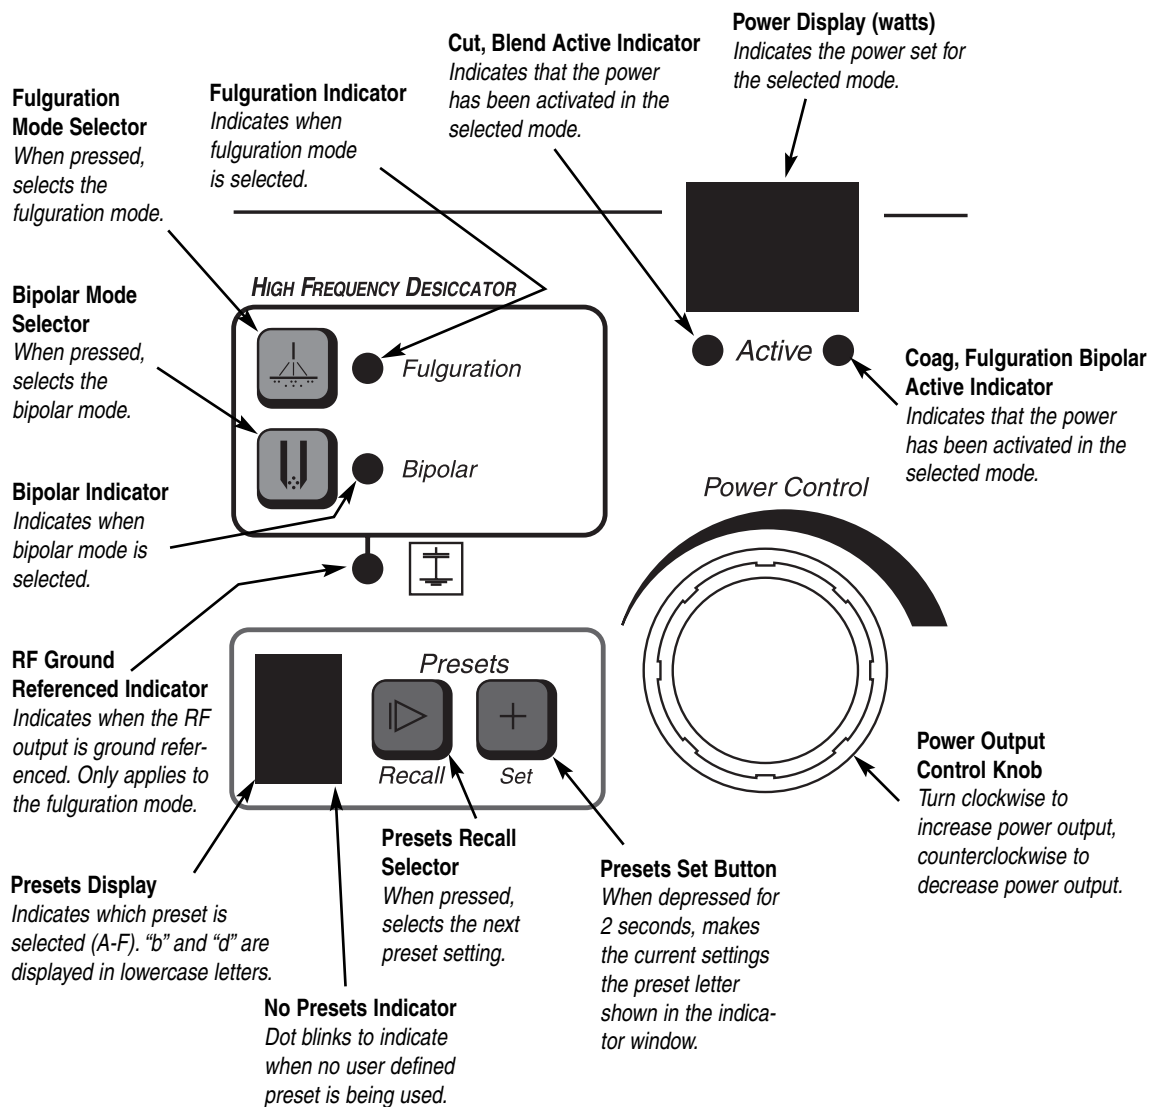 Power Display (watts)
Indicates the power set for
the selected mode.
Cut, Blend Active Indicator
Indicates that the power
has been activated in the
selected mode.
Fulguration Indicator
Indicates when
fulguration mode
is selected.
Fulguration
Mode Selector
When pressed,
selects the
fulguration mode.
HIGH FREQUENCY DESICCATOR
Bipolar Mode
Selector
When pressed,
selects the
bipolar mode.
Fulguration
Bipolar
Active
Coag, Fulguration Bipolar
Active Indicator
Indicates that the power
has been activated in the
selected mode.
Power Control
Bipolar Indicator
Indicates when
bipolar mode is
selected.
RF Ground
Referenced Indicator
Indicates when the RF
output is ground refer-
enced. Only applies to
the fulguration mode.
Presets
Recall
Set
Power Output
Control Knob
Turn clockwise to
increase power output,
counterclockwise to
decrease power output.
Presets Display
Indicates which preset is
selected (A-F). “b” and “d” are
displayed in lowercase letters.
Presets Recall
Selector
When pressed,
selects the next
preset setting.
Presets Set Button
When depressed for
2 seconds, makes
the current settings
the preset letter
shown in the indica-
tor window.
No Presets Indicator
Dot blinks to indicate
when no user defined
preset is being used.